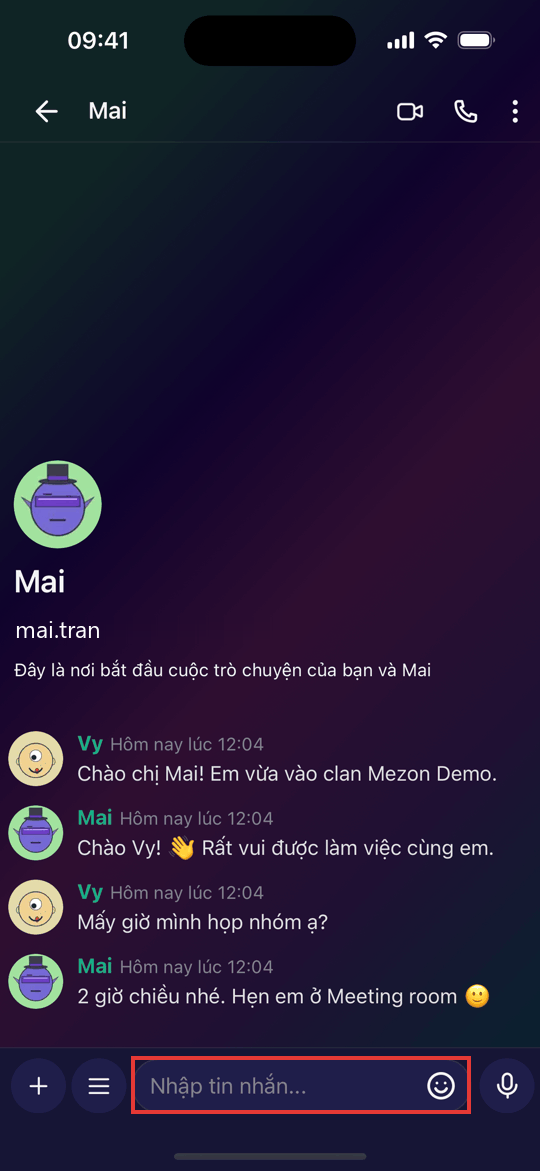 09:41
Mai
Mai
mai.tran
Đây là nơi bắt đầu cuộc trò chuyện của bạn và Mai
Vy Hôm nay lúc 12:04
Chào chị Mai! Em vừa vào clan Mezon Demo.
Mai Hôm nay lúc 12:04
Chào Vy! 👋 Rất vui được làm việc cùng em.
Vy Hôm nay lúc 12:04
Mấy giờ mình họp nhóm ạ?
Mai Hôm nay lúc 12:04
2 giờ chiều nhé. Hẹn em ở Meeting room 🙂
Nhập tin nhắn...